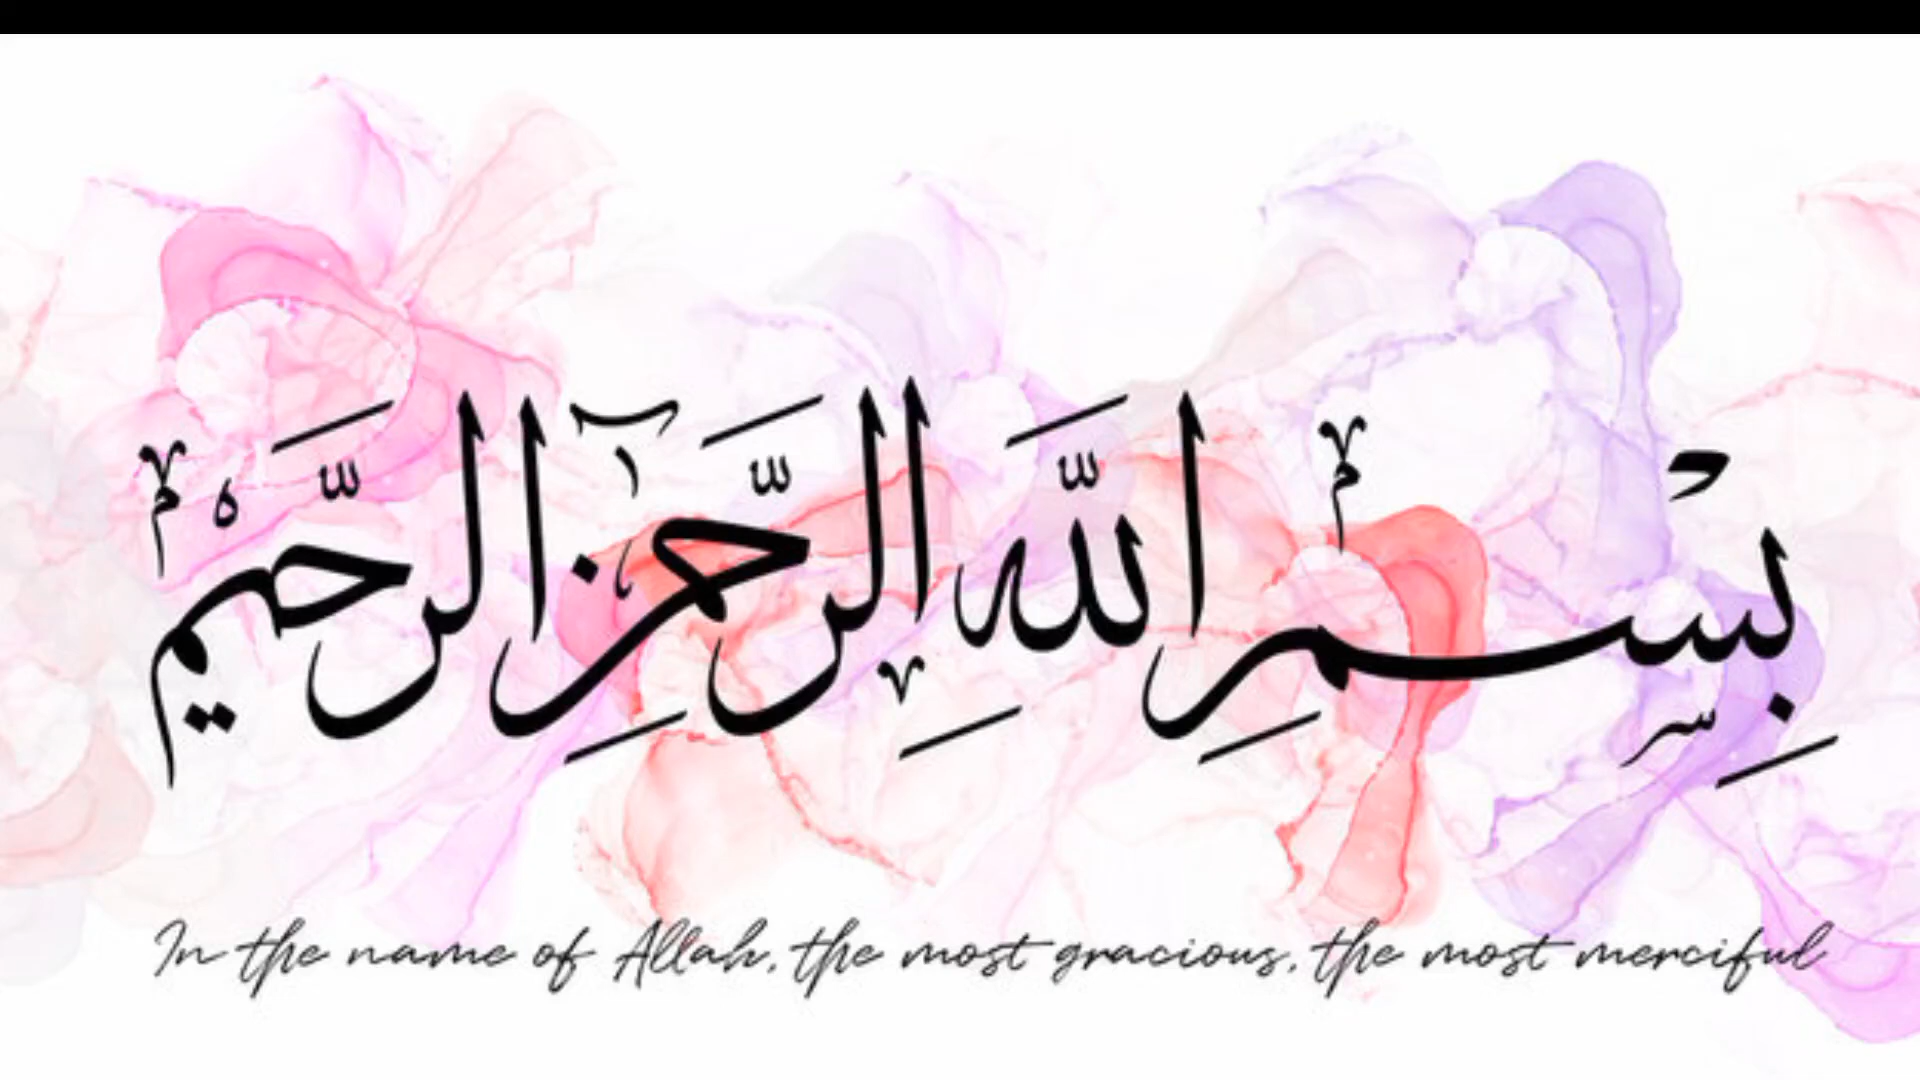 بِسْمِ اللَّهِ الرَّحْمٰنِ الرَّحِيم
In the name of Allah, the most gracious, the most merciful